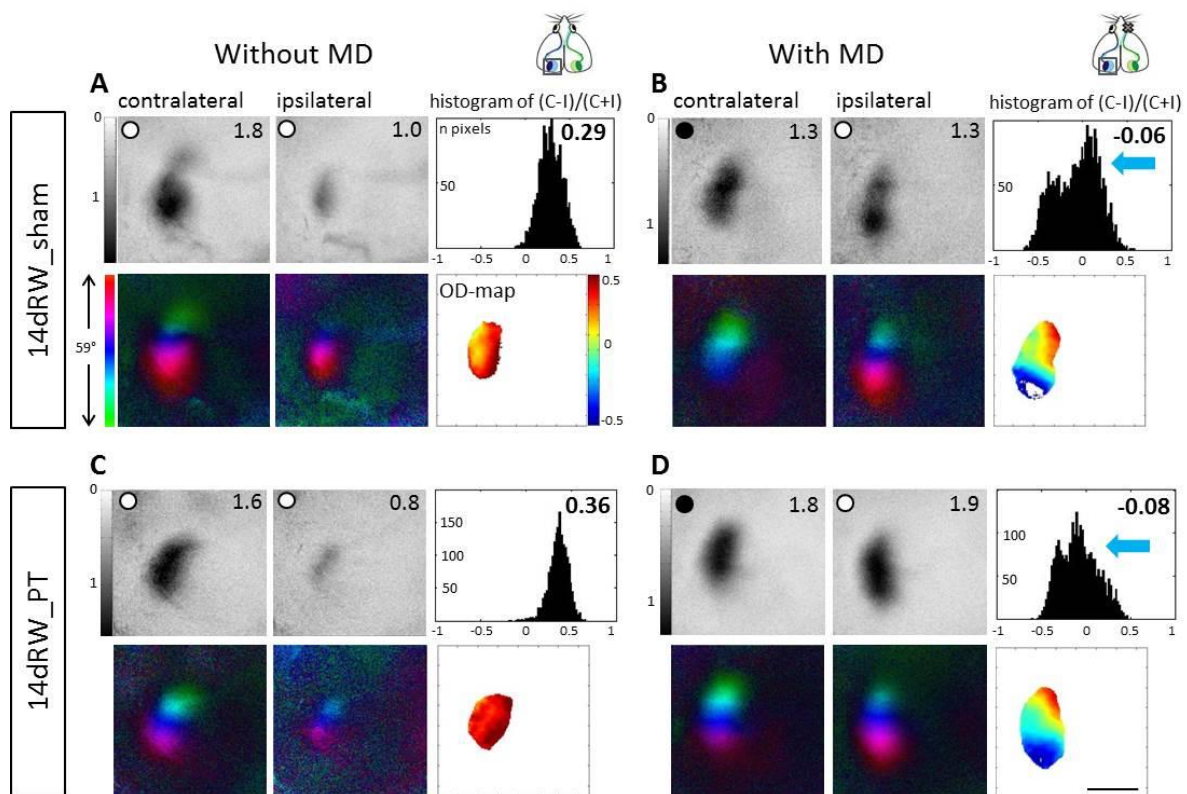 Without MD
With MD
A
contralateral
ipsilateral
histogram of (C-I)/(C+I)
0
1
1.8
1.0
n pixels
0.29
50
-1 -0.5 0 0.5 1
14dRW_sham
59°
OD-map
0.5
0
-0.5
B
contralateral
ipsilateral
histogram of (C-I)/(C+I)
0
1
1.3
1.3
-0.06
50
-1 -0.5 0 0.5 1
C
0
1
1.6
0.8
0.36
150
100
50
-1 -0.5 0 0.5 1
14dRW_PT
D
0
1
1.8
1.9
-0.08
100
50
-1 -0.5 0 0.5 1